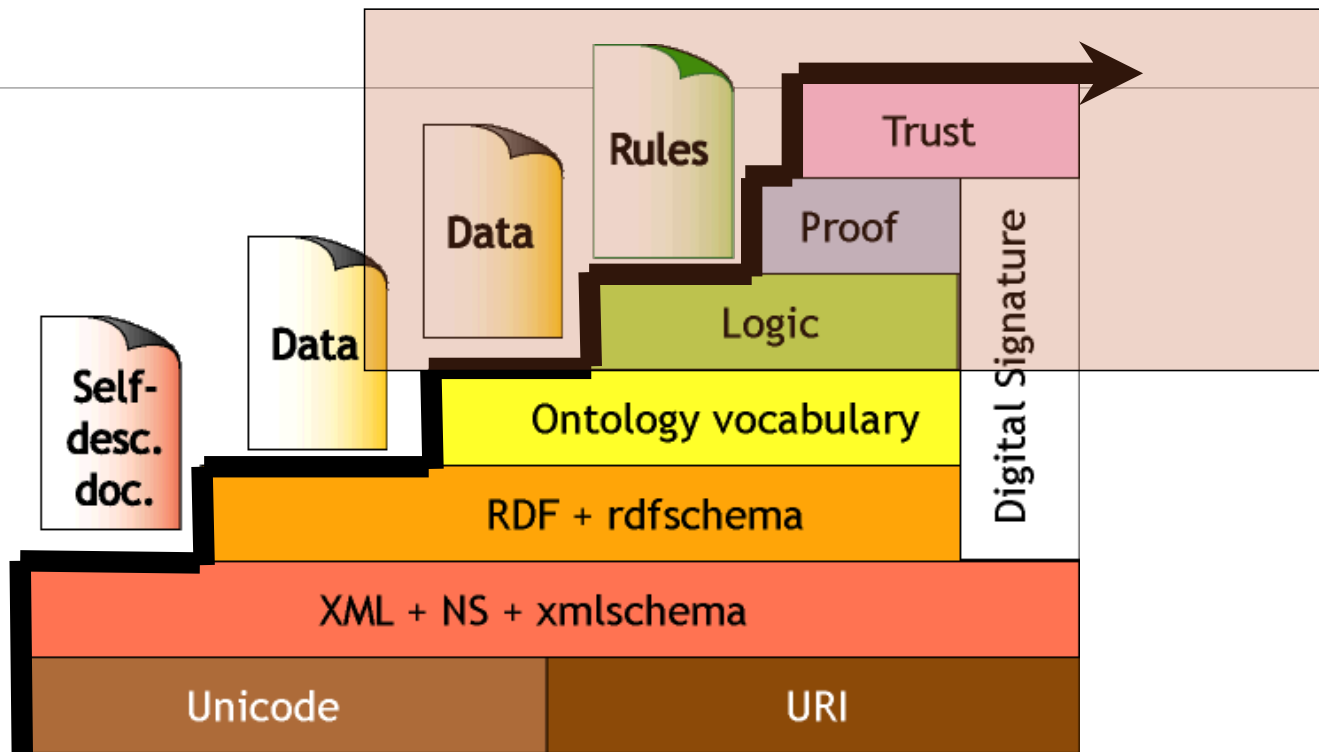 Trust
Rules
Proof
Data
Logic
Data
Digital Signature
Self-
desc.
doc.
Ontology vocabulary
RDF + rdfschema
XML + NS + xmlschema
Unicode
URI